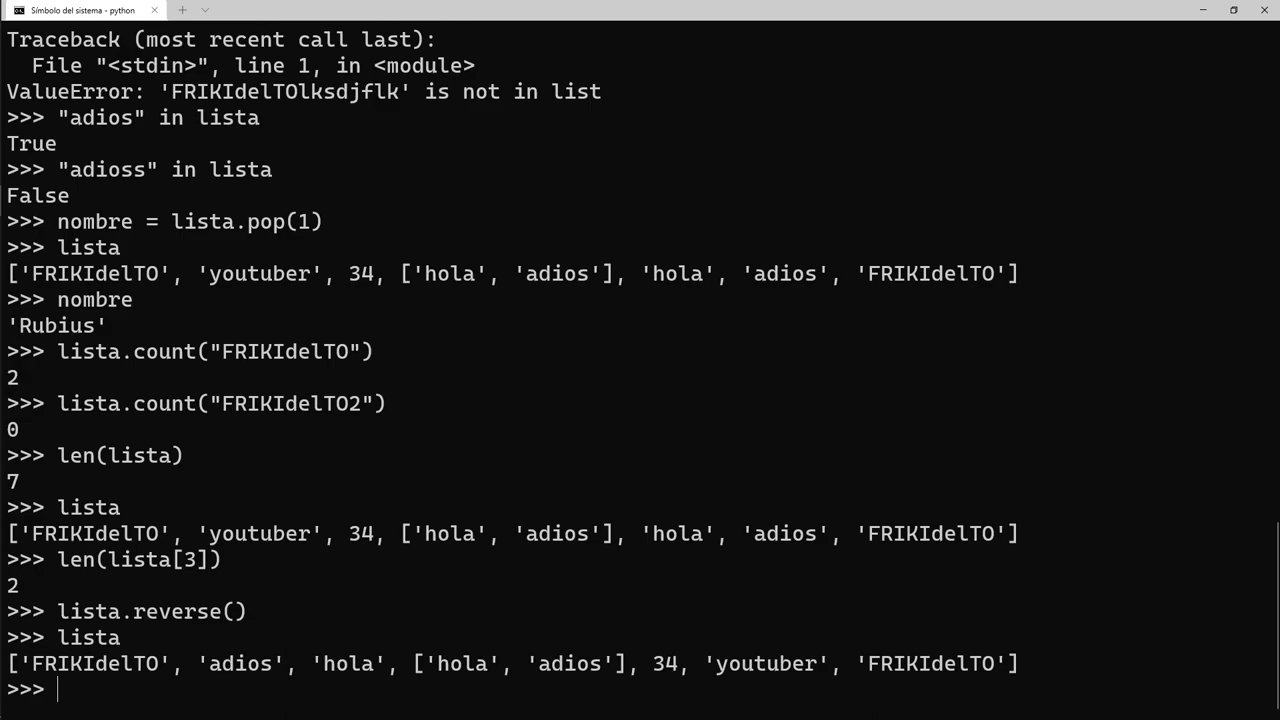 Símbolo del sistema - python
Traceback (most recent call last):
  File "<stdin>", line 1, in <module>
ValueError: 'FRIKIdelTOlksdjflk' is not in list
>>> "adios" in lista
True
>>> "adioss" in lista
False
>>> nombre = lista.pop(1)
>>> lista
['FRIKIdelTO', 'youtuber', 34, ['hola', 'adios'], 'hola', 'adios', 'FRIKIdelTO']
>>> nombre
'Rubius'
>>> lista.count("FRIKIdelTO")
2
>>> lista.count("FRIKIdelTO2")
0
>>> len(lista)
7
>>> lista
['FRIKIdelTO', 'youtuber', 34, ['hola', 'adios'], 'hola', 'adios', 'FRIKIdelTO']
>>> len(lista[3])
2
>>> lista.reverse()
>>> lista
['FRIKIdelTO', 'adios', 'hola', ['hola', 'adios'], 34, 'youtuber', 'FRIKIdelTO']
>>>